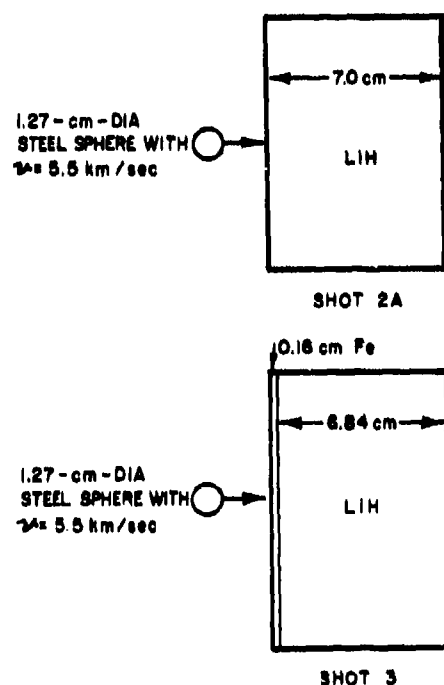 7.0 cm
1.27-cm-DIA
STEEL SPHERE WITH
v= 5.5 km/sec
LIH
SHOT 2A
0.16 cm Fe
6.84 cm
1.27-cm-DIA
STEEL SPHERE WITH
v= 5.5 km/sec
LIH
SHOT 3